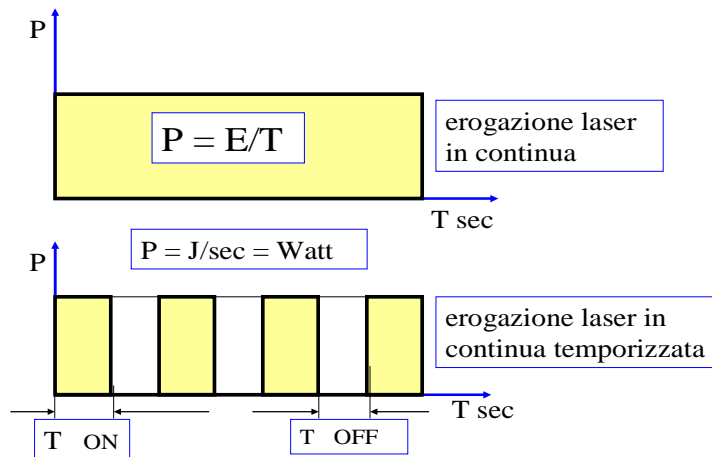 P
P = E/T
erogazione laser
in continua
T sec
P = J/sec = Watt
P
erogazione laser in
continua temporizzata
T sec
T ON
T OFF